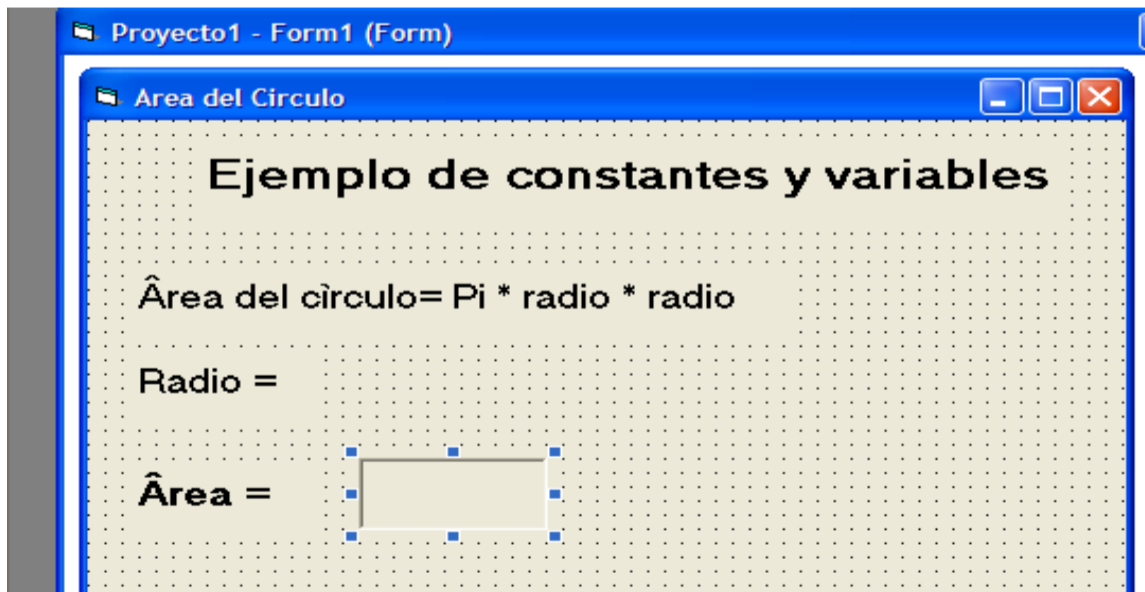 Proyecto1 - Form1 (Form)
Area del Circulo
Ejemplo de constantes y variables
Ârea del cìrculo= Pi * radio * radio
Radio =
Ârea =